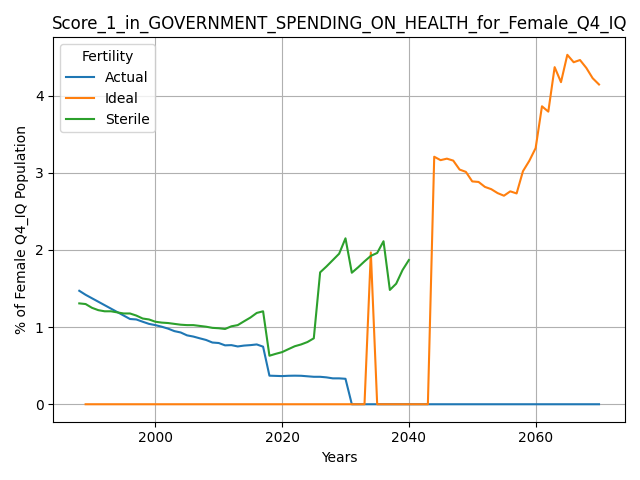 Score_1_in_GOVERNMENT_SPENDING_ON_HEALTH_for_Female_Q4_IQ
Fertility
Actual
Ideal
Sterile
% of Female Q4_IQ Population
4
3
2
1
0
2000
2020
2040
2060
Years